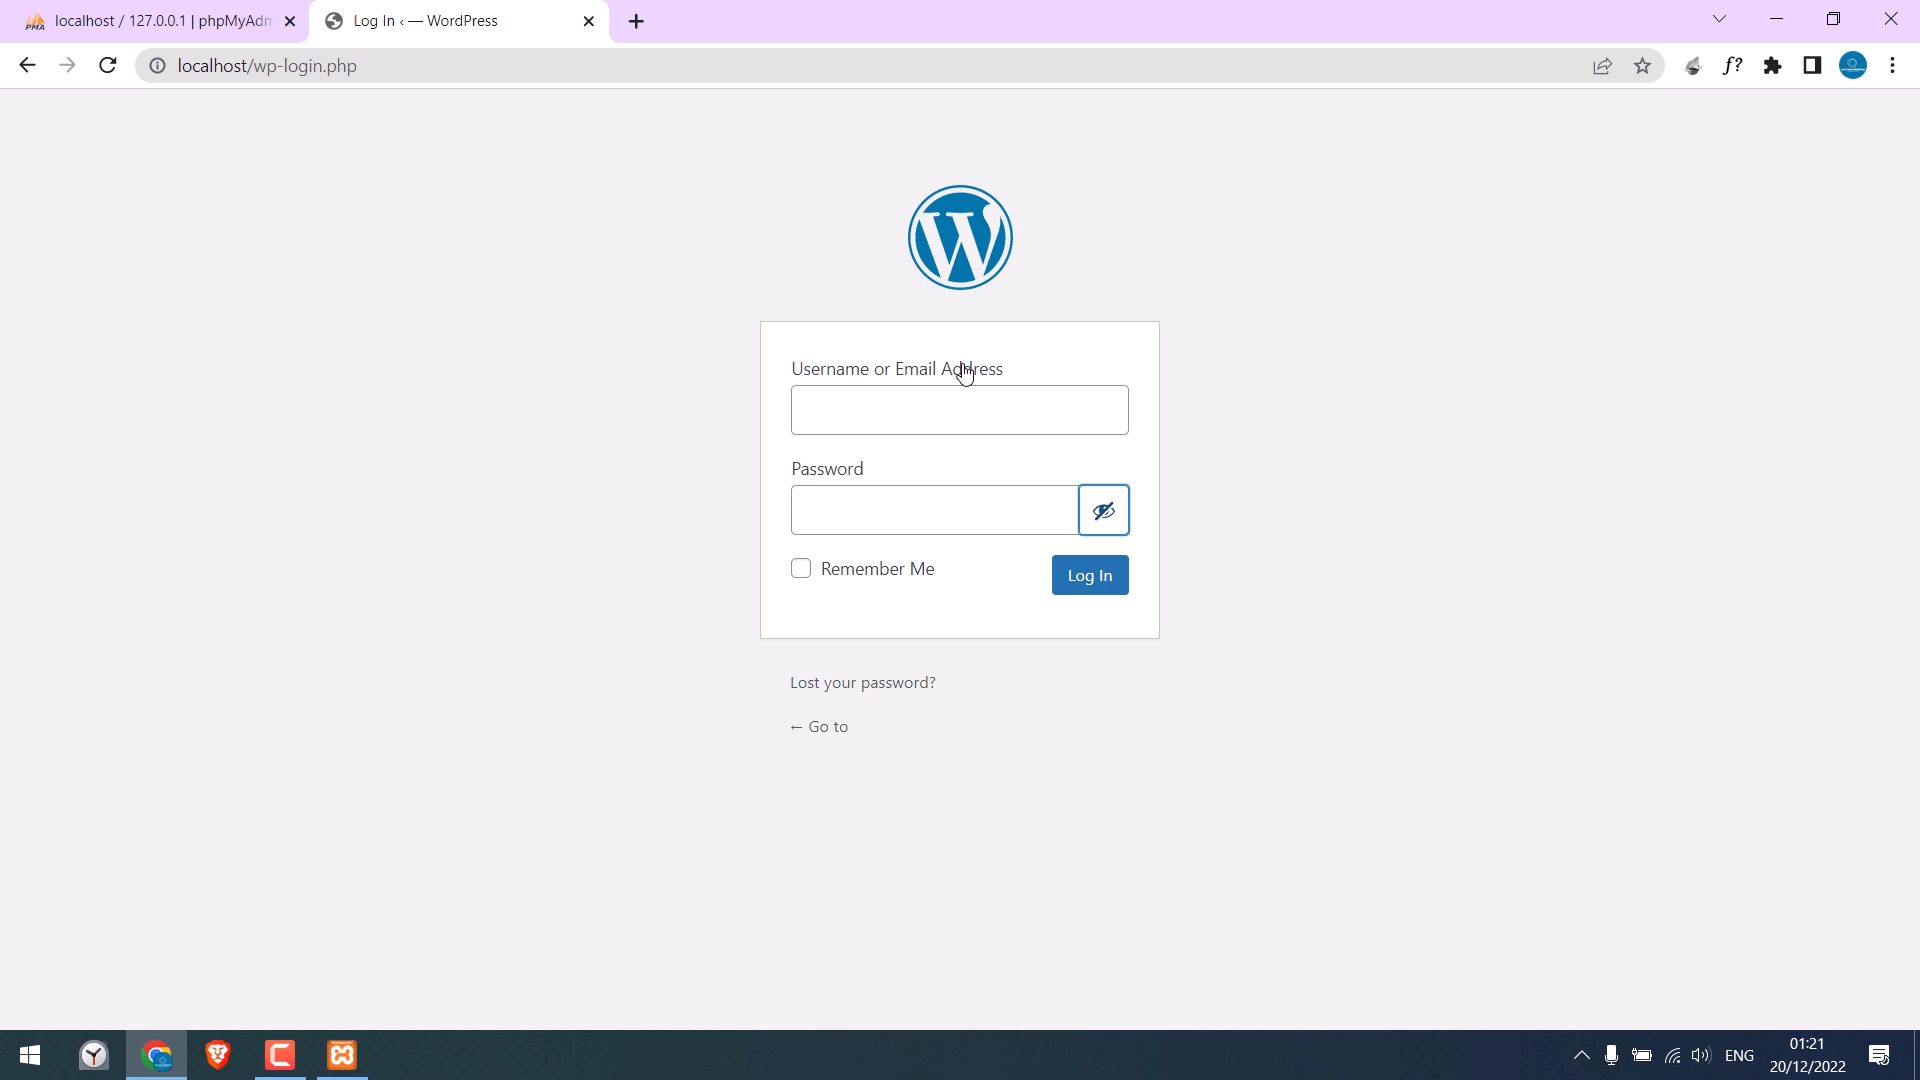 localhost / 127.0.0.1 | phpMyAdm
Log In ‹ — WordPress
localhost/wp-login.php
f?
Username or Email Address
Password
Remember Me
Log In
Lost your password?
← Go to
ENG
01:21
20/12/2022